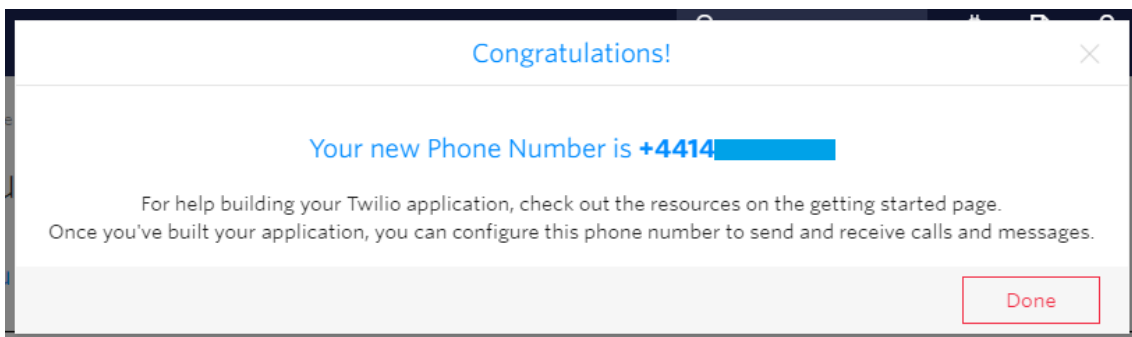 Congratulations!
Your new Phone Number is +4414
For help building your Twilio application, check out the resources on the getting started page.
Once you've built your application, you can configure this phone number to send and receive calls and messages.
Done